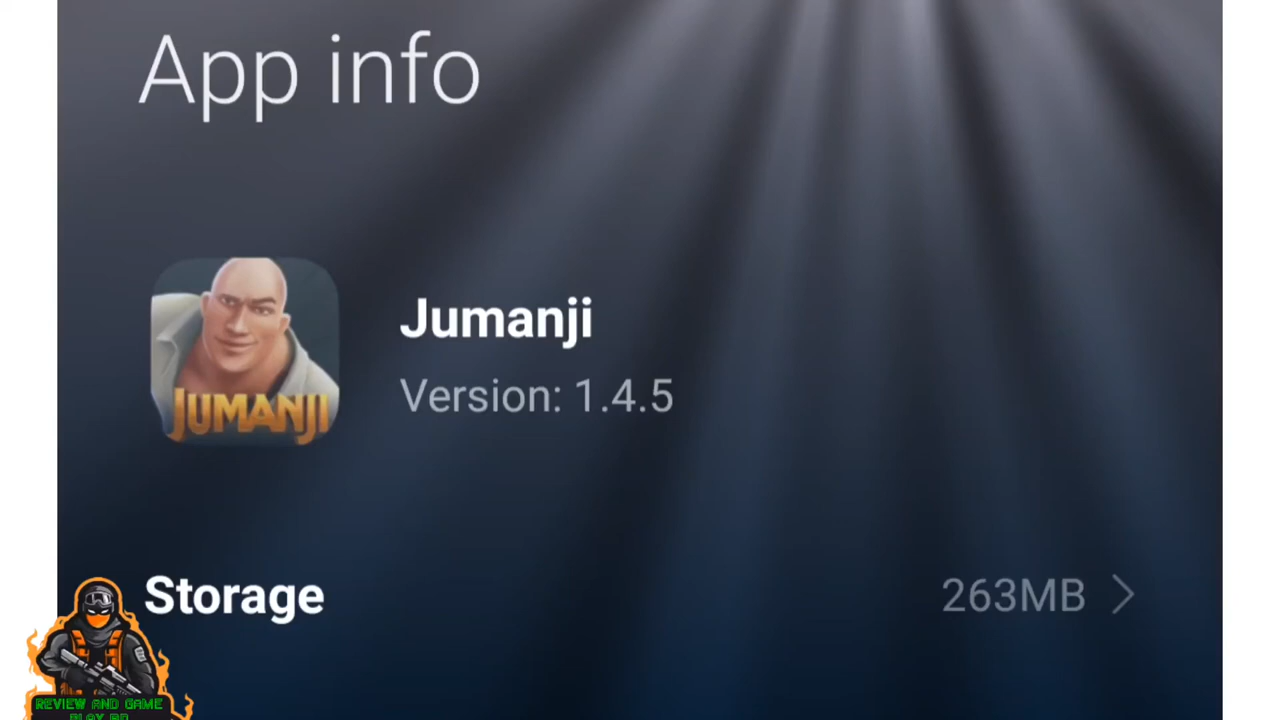 App info
JUMANJI
Jumanji
Version: 1.4.5
Storage
263MB
REVIEW AND GAME